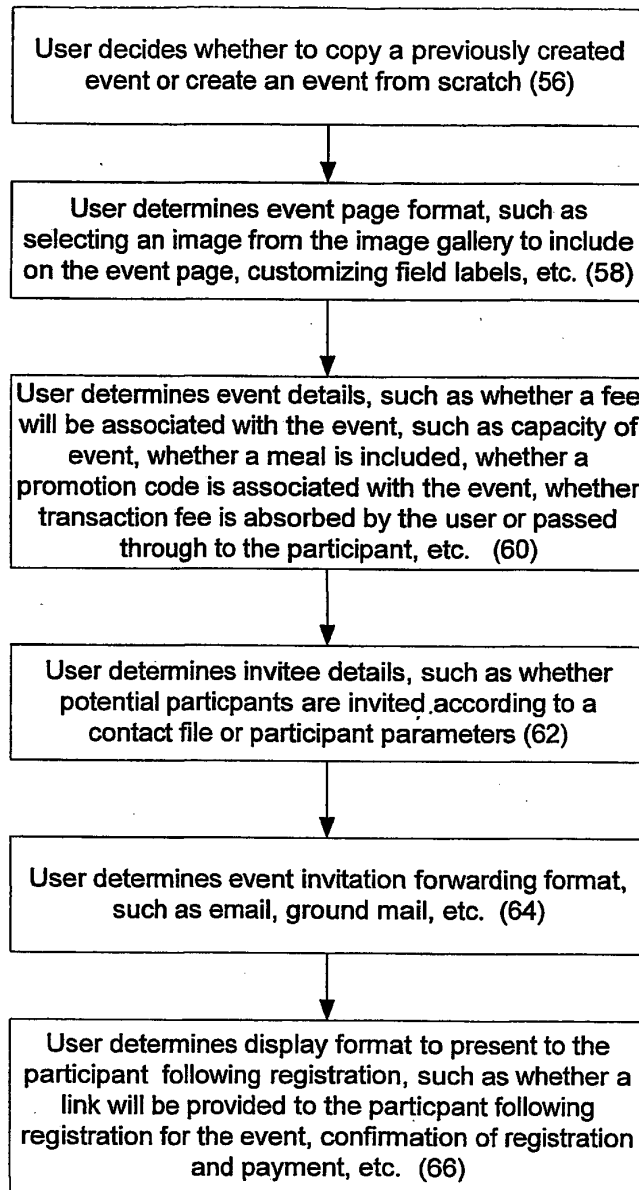 User decides whether to copy a previously created
event or create an event from scratch (56)
User determines event page format, such as
selecting an image from the image gallery to include
on the event page, customizing field labels, etc. (58)
User determines event details, such as whether a fee
will be associated with the event, such as capacity of
event, whether a meal is included, whether a
promotion code is associated with the event, whether
transaction fee is absorbed by the user or passed
through to the participant, etc. (60)
User determines invitee details, such as whether
potential particpants are invited according to a
contact file or participant parameters (62)
User determines event invitation forwarding format,
such as email, ground mail, etc. (64)
User determines display format to present to the
participant following registration, such as whether a
link will be provided to the particpant following
registration for the event, confirmation of registration
and payment, etc. (66)